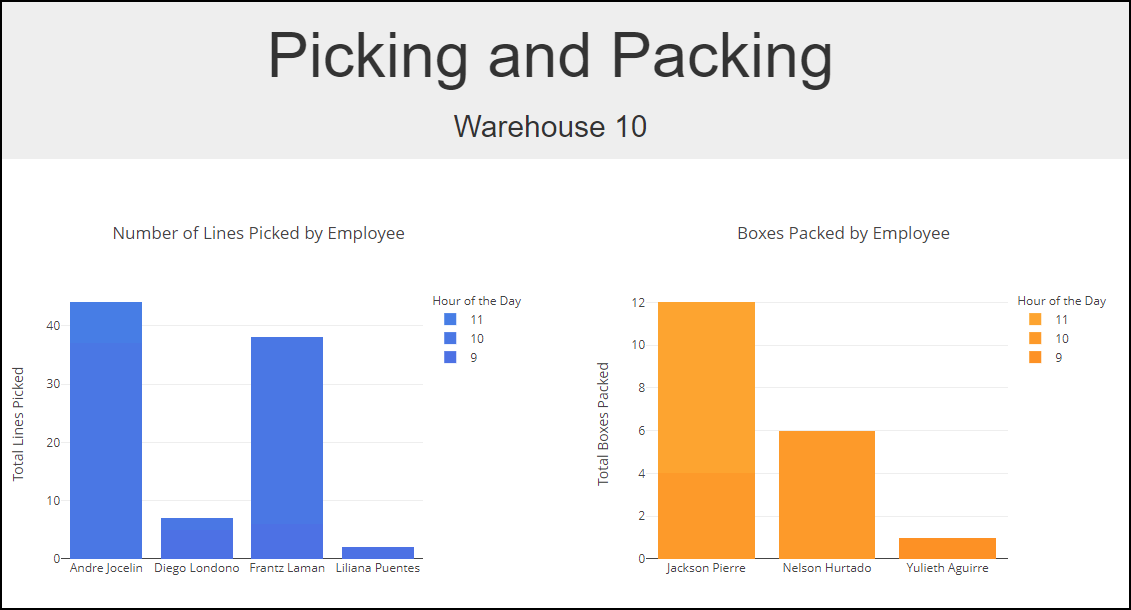 Picking and Packing
Warehouse 10
Number of Lines Picked by Employee
Total Lines Picked
40
30
20
10
0
Andre Jocelin Diego Londono Frantz Laman Liliana Puentes
Hour of the Day
11
10
9
Boxes Packed by Employee
Total Boxes Packed
12
10
8
6
4
2
0
Jackson Pierre Nelson Hurtado Yulieth Aguirre
Hour of the Day
11
10
9